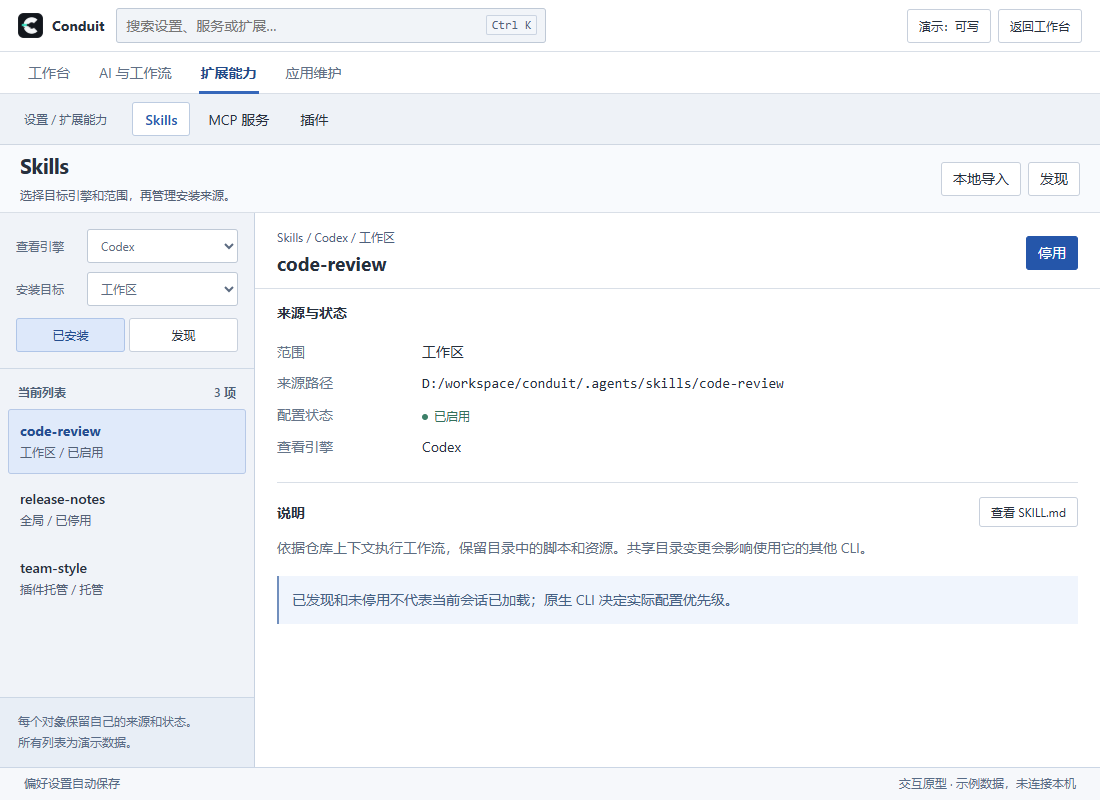 Conduit
搜索设置、服务或扩展...
Ctrl K
演示：可写
返回工作台
工作台
AI 与工作流
扩展能力
应用维护
设置 / 扩展能力
Skills
MCP 服务
插件
Skills
选择目标引擎和范围，再管理安装来源。
本地导入
发现
查看引擎
Codex
安装目标
工作区
已安装
发现
当前列表
3 项
code-review
工作区 / 已启用
release-notes
全局 / 已停用
team-style
插件托管 / 托管
每个对象保留自己的来源和状态。
所有列表为演示数据。
Skills / Codex / 工作区
code-review
停用
来源与状态
范围
工作区
来源路径
D:/workspace/conduit/.agents/skills/code-review
配置状态
已启用
查看引擎
Codex
说明
查看 SKILL.md
依据仓库上下文执行工作流，保留目录中的脚本和资源。共享目录变更会影响使用它的其他 CLI。
已发现和未停用不代表当前会话已加载；原生 CLI 决定实际配置优先级。
偏好设置自动保存
交互原型 · 示例数据，未连接本机